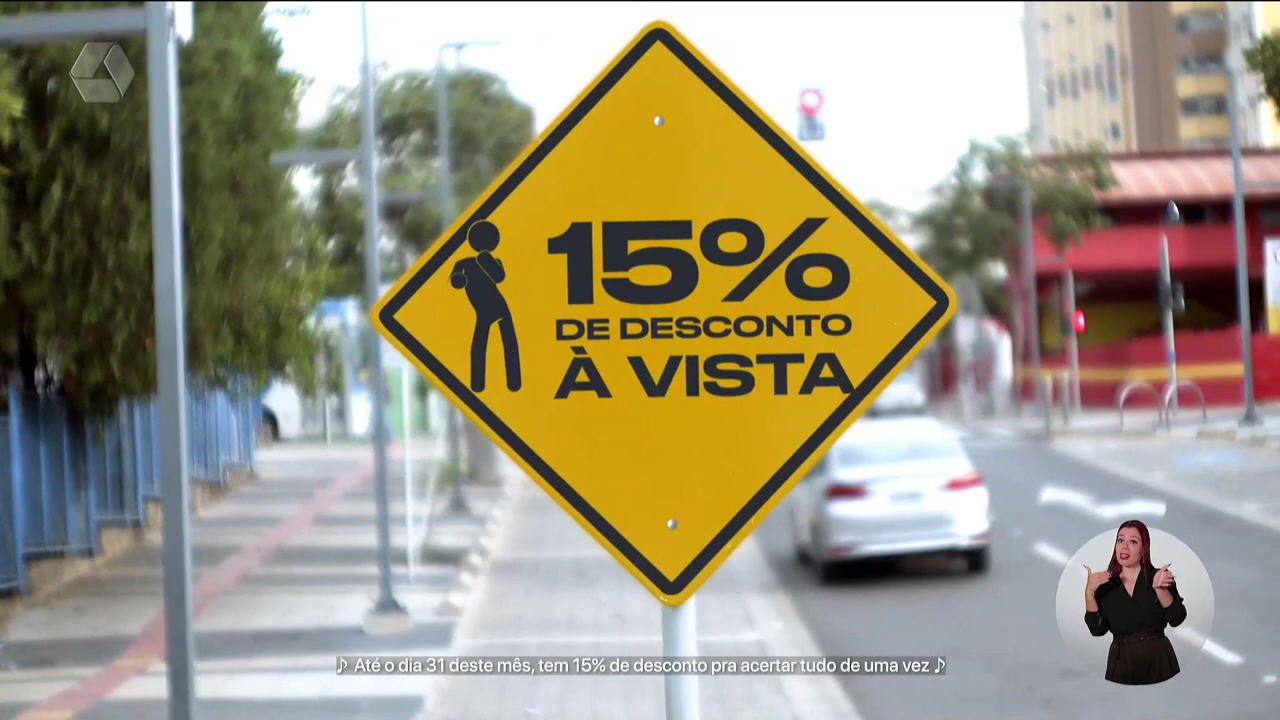 15%
DE DESCONTO
À VISTA
♪ Até o dia 31 deste mês, tem 15% de desconto pra acertar tudo de uma vez ♪